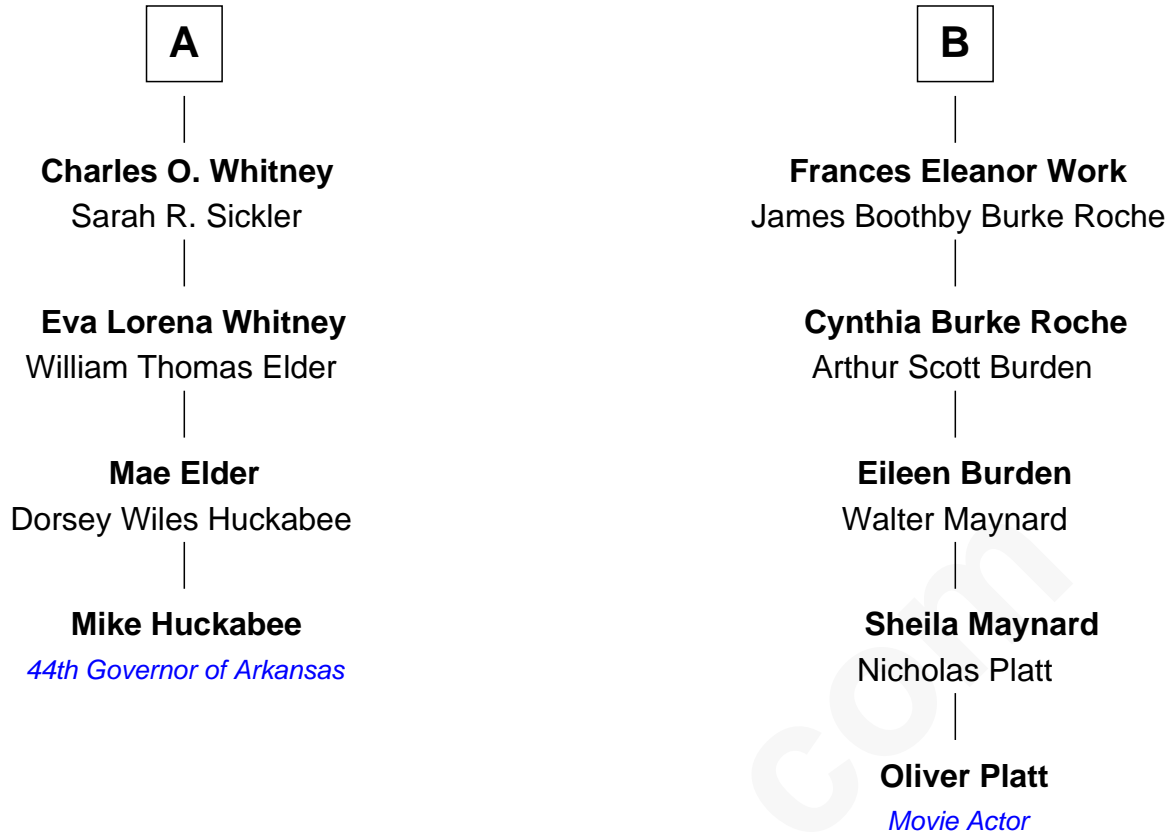 A
Charles O. Whitney
Sarah R. Sickler
Eva Lorena Whitney
William Thomas Elder
Mae Elder
Dorsey Wiles Huckabee
Mike Huckabee
44th Governor of Arkansas
B
Frances Eleanor Work
James Boothby Burke Roche
Cynthia Burke Roche
Arthur Scott Burden
Eileen Burden
Walter Maynard
Sheila Maynard
Nicholas Platt
Oliver Platt
Movie Actor
com